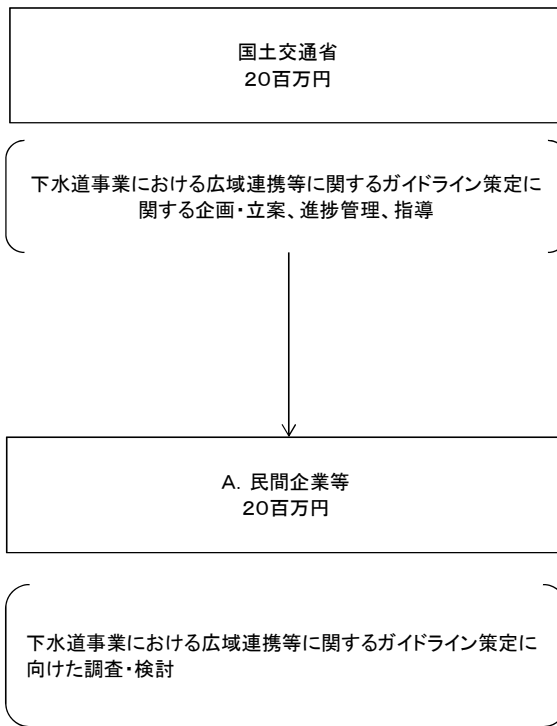 国土交通省
20百万円
下水道事業における広域連携等に関するガイドライン策定に
関する企画・立案、進捗管理、指導
A. 民間企業等
20百万円
下水道事業における広域連携等に関するガイドライン策定に
向けた調査・検討